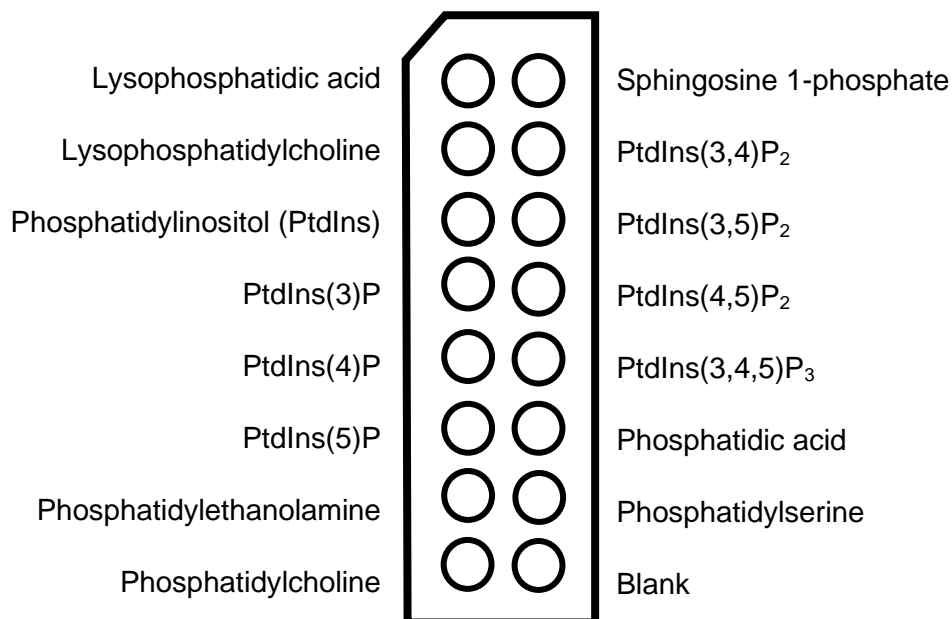 Lysophosphatidic acid
Sphingosine 1-phosphate
Lysophosphatidylcholine
PtdIns(3,4)P₂
Phosphatidylinositol (PtdIns)
PtdIns(3,5)P₂
PtdIns(3)P
PtdIns(4,5)P₂
PtdIns(4)P
PtdIns(3,4,5)P₃
PtdIns(5)P
Phosphatidic acid
Phosphatidylethanolamine
Phosphatidylserine
Phosphatidylcholine
Blank